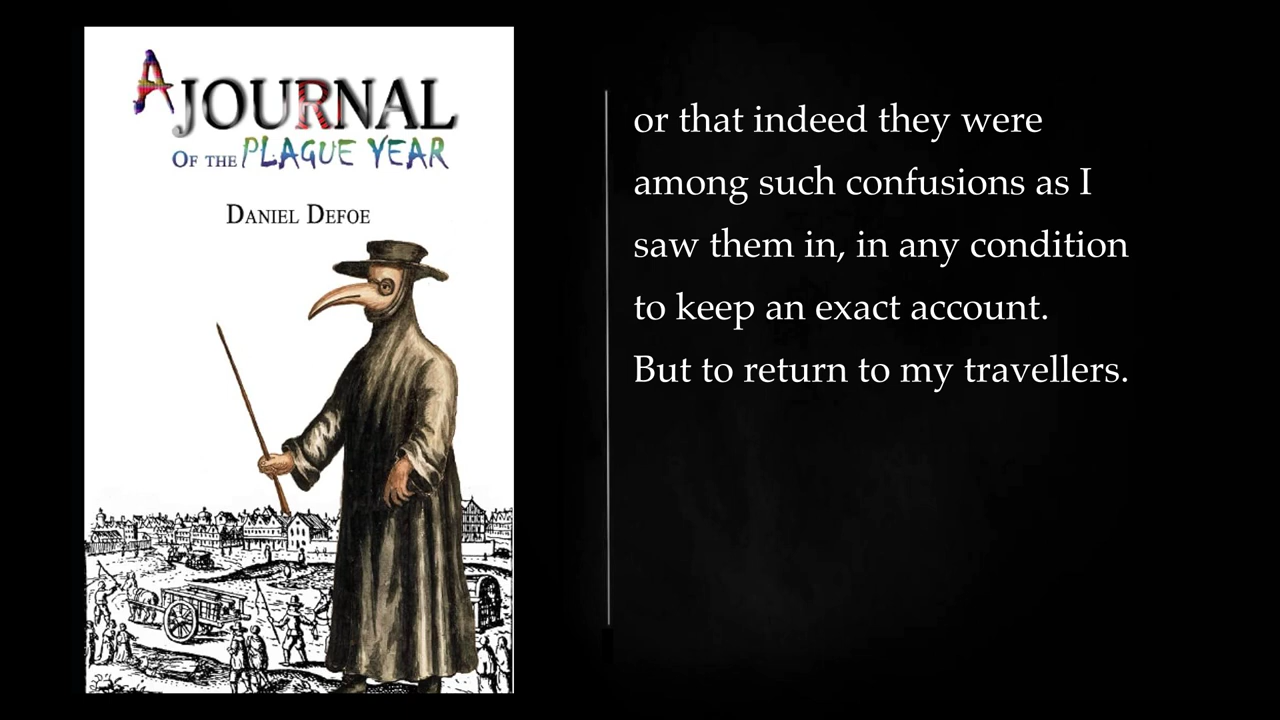 A JOURNAL
OF THE PLAGUE YEAR
DANIEL DEFOE
or that indeed they were
among such confusions as I
saw them in, in any condition
to keep an exact account.
But to return to my travellers.